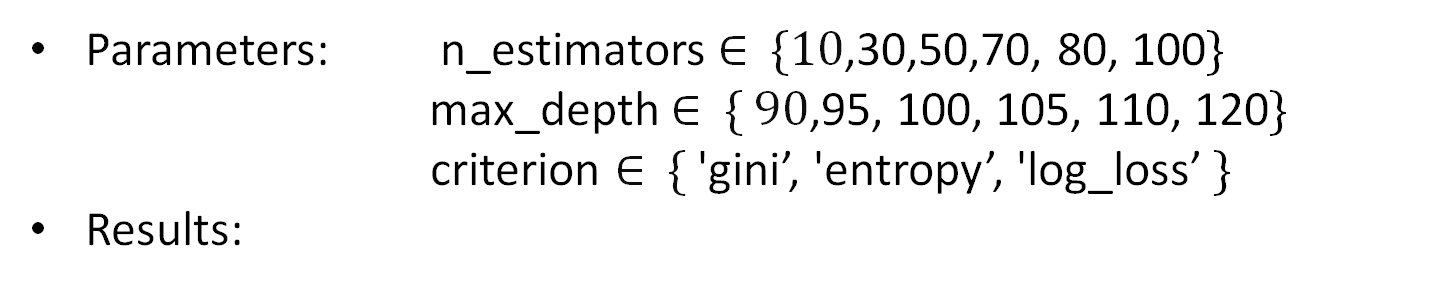 • Parameters: n_estimators ∈ {10,30,50,70, 80, 100}
max_depth ∈ { 90,95, 100, 105, 110, 120}
criterion ∈ { 'gini’, 'entropy’, 'log_loss’ }
• Results: